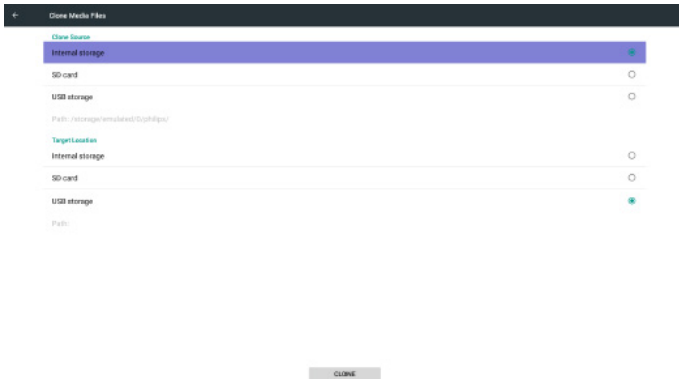 Clone Media Files
Clone Source
Internal storage
SD card
USB storage
Path: /storage/emulated/0/philips/
Target Location
Internal storage
SD card
USB storage
Path:
CLONE